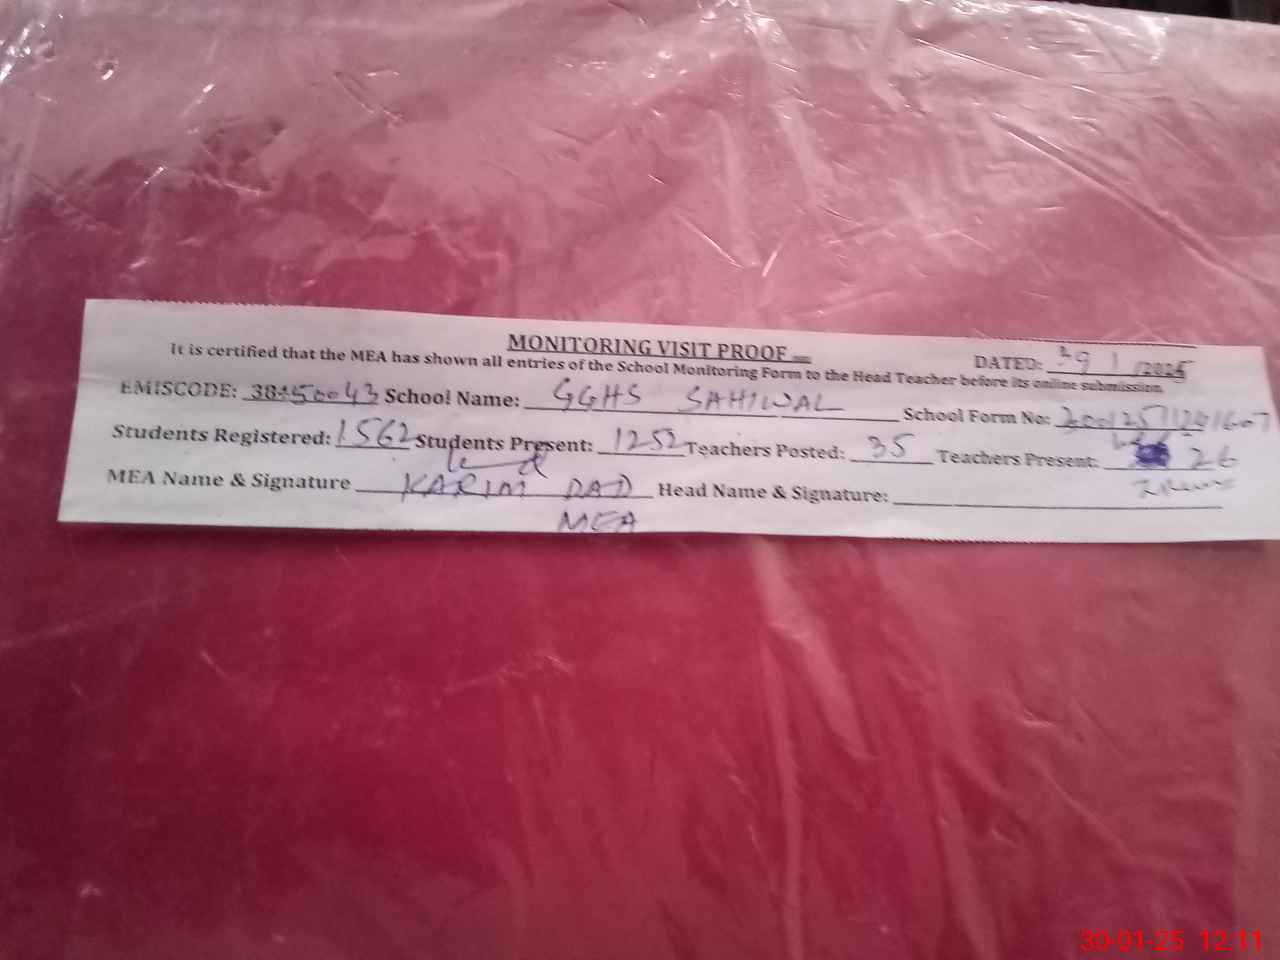 MONITORING VISIT PROOF
DATED: 1/2025
It is certified that the MEA has shown all entries of the School Monitoring Form to the Head Teacher before its online submission.
EMISCODE: School Name: GGHS SAHIWAL School Form No:
Students Registered: 1562 Students Present: 1252 Teachers Posted: 35 Teachers Present: 26
MEA Name & Signature KARIM DAD Head Name & Signature:
MEA
30-01-25 12:11